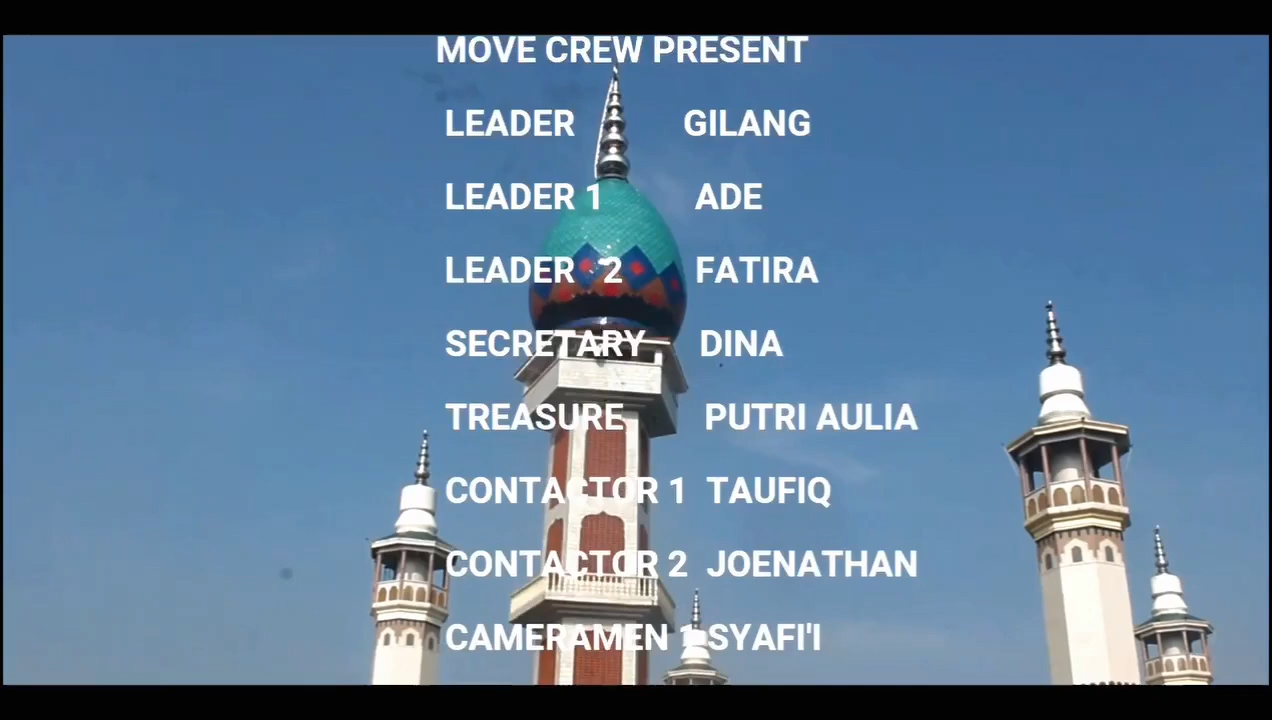 MOVE CREW PRESENT
LEADER GILANG
LEADER 1 ADE
LEADER 2 FATIRA
SECRETARY DINA
TREASURE PUTRI AULIA
CONTACTOR 1 TAUFIQ
CONTACTOR 2 JOENATHAN
CAMERAMEN 1 SYAFI'I